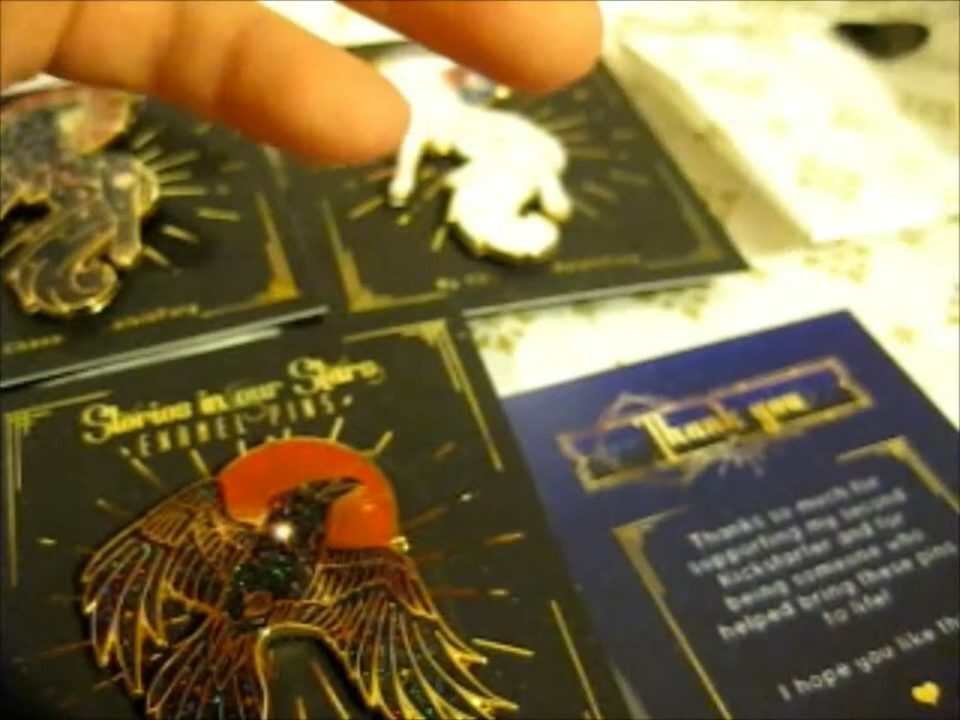 Stories in our Stars
ENAMEL PINS
Thank you
Thanks so much for
supporting my second
Kickstarter and for
being someone who
helped bring these pins
to life!
I hope you like th